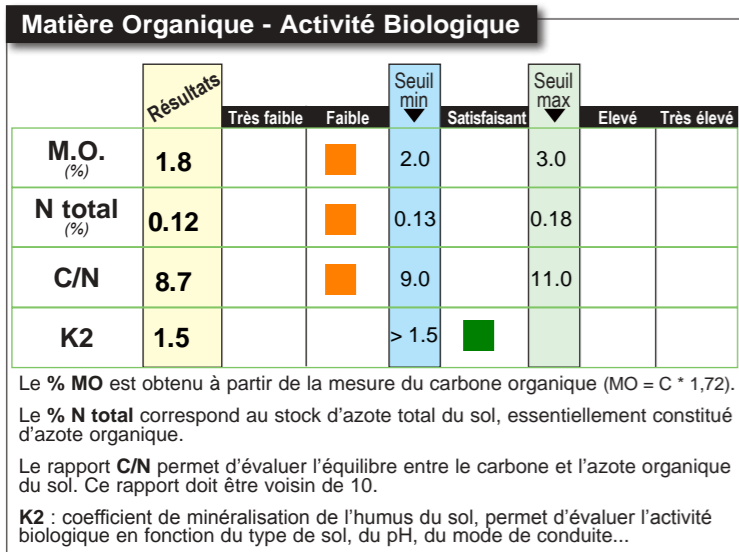 Matière Organique - Activité Biologique
Résultats Très faible Faible Seuil min Satisfaisant Seuil max Elevé Très élevé
M.O. (%) 1.8 2.0 3.0
N total (%) 0.12 0.13 0.18
C/N 8.7 9.0 11.0
K2 1.5 > 1.5
Le % MO est obtenu à partir de la mesure du carbone organique (MO = C * 1,72).
Le % N total correspond au stock d'azote total du sol, essentiellement constitué
d'azote organique.
Le rapport C/N permet d'évaluer l'équilibre entre le carbone et l'azote organique
du sol. Ce rapport doit être voisin de 10.
K2 : coefficient de minéralisation de l'humus du sol, permet d'évaluer l'activité
biologique en fonction du type de sol, du pH, du mode de conduite...